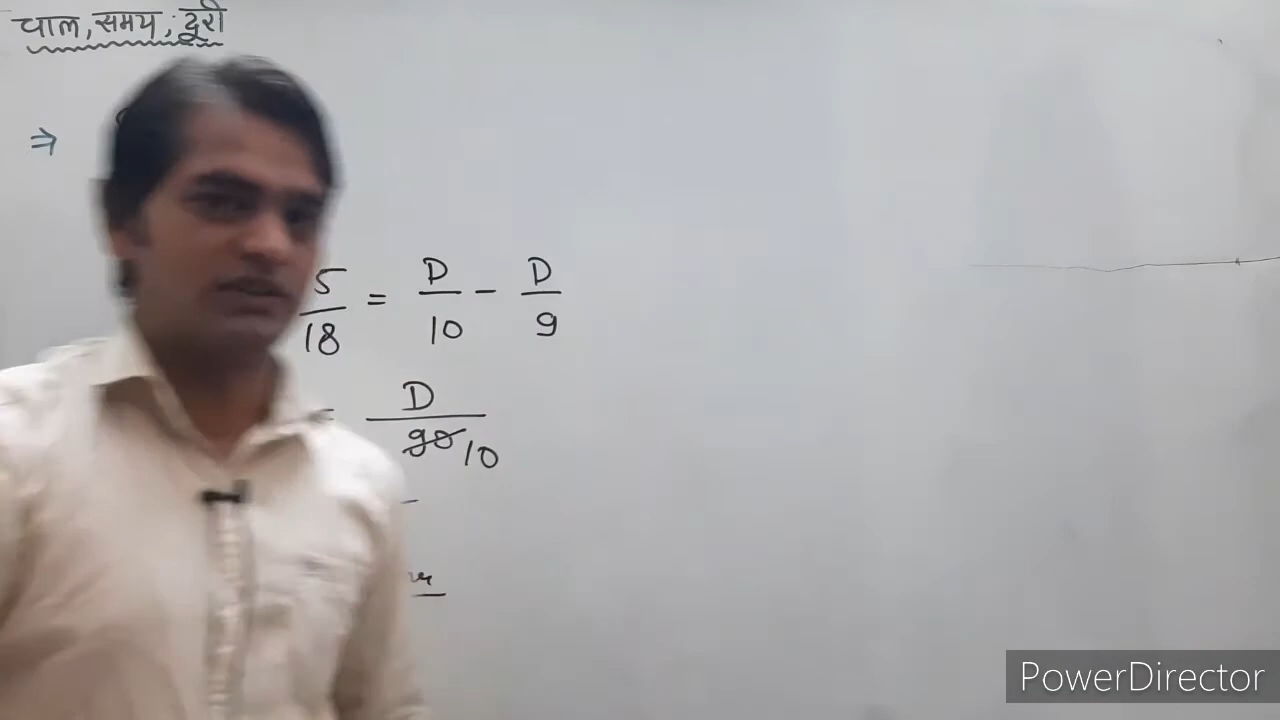 चाल, समय, दूरी
⇒
5/18 = D/10 - D/9
= D/90 10
PowerDirector